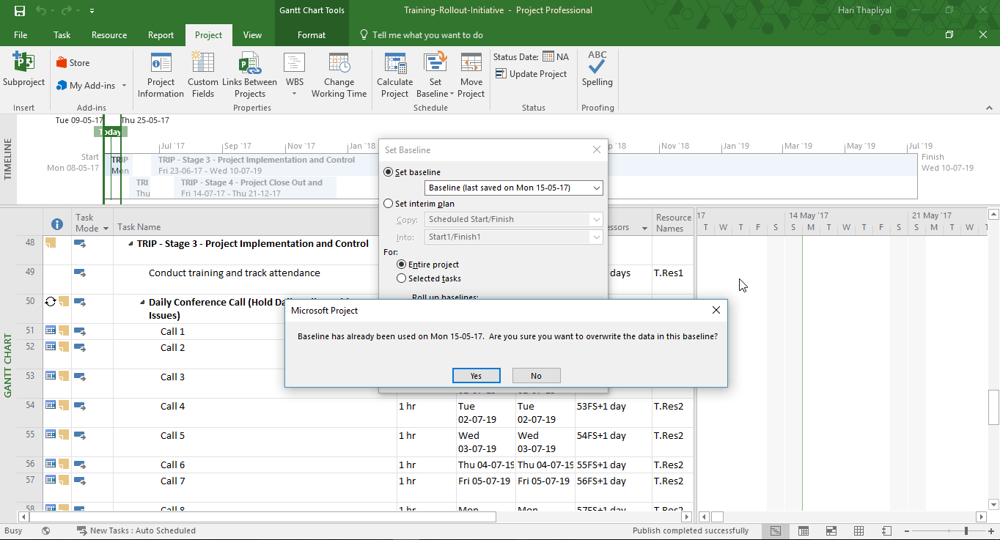 Gantt Chart Tools
Training-Rollout-Initiative - Project Professional
Hari Thapliyal
File Task Resource Report Project View Format Tell me what you want to do
Subproject
Insert
Store
My Add-ins
Add-ins
Project Information
Custom Fields
Links Between Projects
WBS
Change Working Time
Properties
Calculate Project
Set Baseline
Move Project
Schedule
Status Date: NA
Update Project
Status
ABC
Spelling
Proofing
TIMELINE
Tue 09-05-17 Thu 25-05-17
Today
Jul '17 Sep '17 Nov '17 Jan '18 Nov '18 Jan '19 Mar '19 May '19 Jul '19
Start
Mon 08-05-17
TRIP
Mon
TRIP - Stage 3 - Project Implementation and Control
Fri 23-06-17 - Wed 10-07-19
TRI
Thu
TRIP - Stage 4 - Project Close Out and
Fri 14-07-17 - Thu 21-12-17
Finish
Wed 10-07-19
Set Baseline
Set baseline
Baseline (last saved on Mon 15-05-17)
Set interim plan
Copy: Scheduled Start/Finish
Into: Start1/Finish1
For:
Entire project
Selected tasks
Roll up baselines:
Microsoft Project
Baseline has already been used on Mon 15-05-17. Are you sure you want to overwrite the data in this baseline?
Yes No
GANTT CHART
Task Mode Task Name Resource Names
17 14 May '17 21 May '17
T W T F S S M T W T F S S M T W T
48 TRIP - Stage 3 - Project Implementation and Control
49 Conduct training and track attendance days T.Res1
50 Daily Conference Call (Hold
Issues)
51 Call 1
52 Call 2
53 Call 3
54 Call 4 1 hr Tue 02-07-19 Tue 02-07-19 53FS+1 day T.Res2
55 Call 5 1 hr Wed 03-07-19 Wed 03-07-19 54FS+1 day T.Res2
56 Call 6 1 hr Thu 04-07-19 Thu 04-07-19 55FS+1 day T.Res2
57 Call 7 1 hr Fri 05-07-19 Fri 05-07-19 56FS+1 day T.Res2
58 Call 8 1 hr Mon Mon 57FS+1 day T.Res2
Busy New Tasks : Auto Scheduled Publish completed successfully